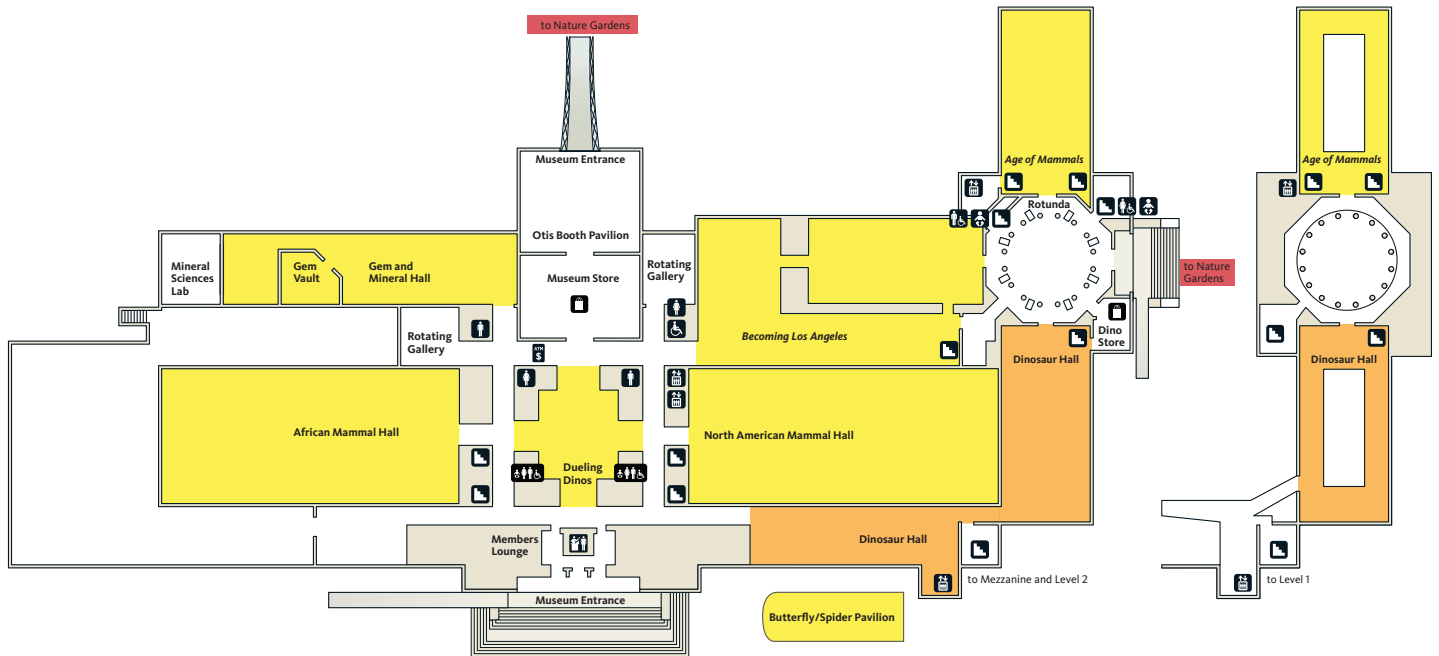 to Nature Gardens
Museum Entrance
Age of Mammals
Age of Mammals
Rotunda
Otis Booth Pavilion
Mineral
Sciences
Lab
Gem
Vault
Gem and
Mineral Hall
Museum Store
Rotating
Gallery
to Nature
Gardens
Rotating
Gallery
ATM
$
Becoming Los Angeles
Dino
Store
Dinosaur Hall
Dinosaur Hall
African Mammal Hall
North American Mammal Hall
Dueling
Dinos
Members
Lounge
Dinosaur Hall
to Mezzanine and Level 2
to Level 1
Museum Entrance
Butterfly/Spider Pavilion